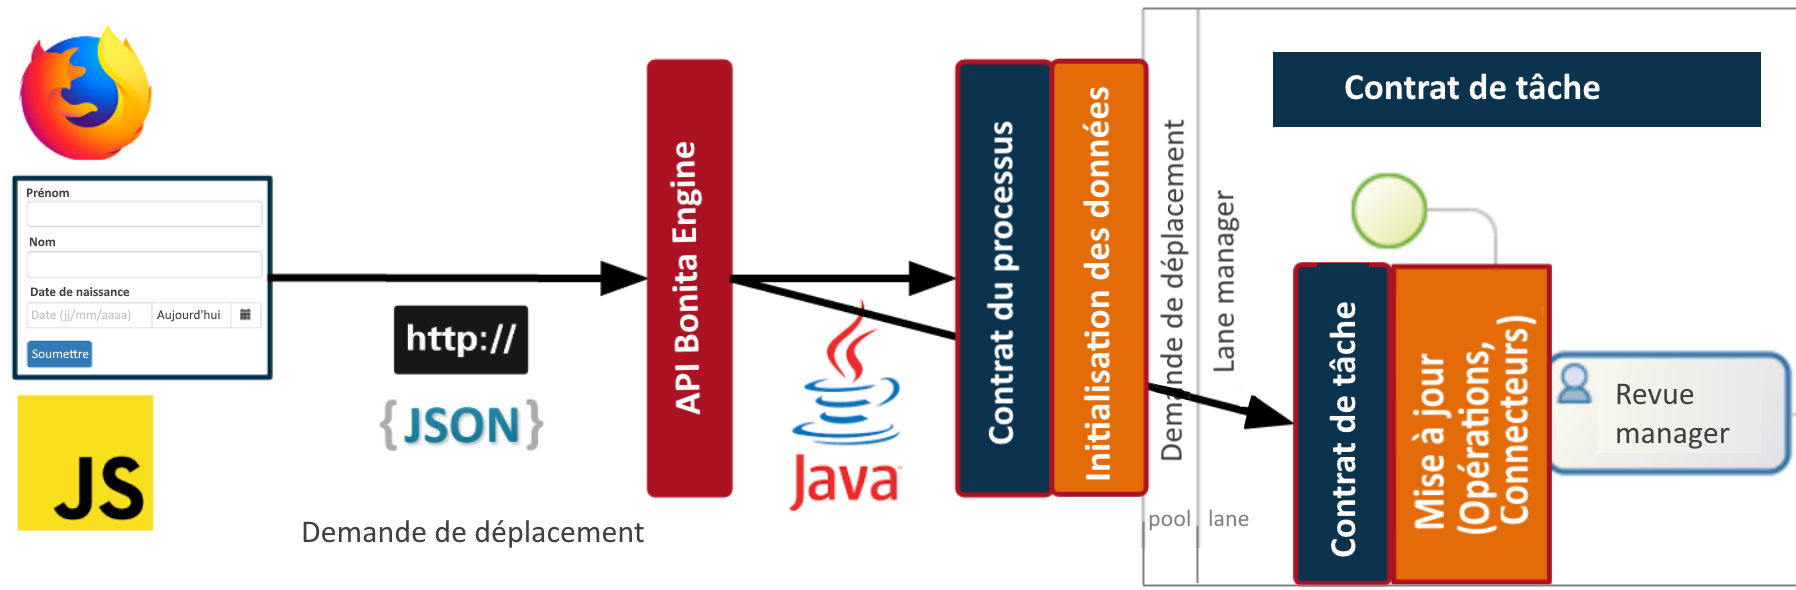 Prénom
Nom
Date de naissance
Date (jj/mm/aaaa)
Aujourd'hui
Soumettre
JS
http://
{JSON}
Demande de déplacement
API Bonita Engine
Java™
Contrat du processus
Initialisation des données
Demande de déplacement
Lane manager
pool
lane
Contrat de tâche
Contrat de tâche
Mise à jour
(Opérations,
Connecteurs)
Revue
manager